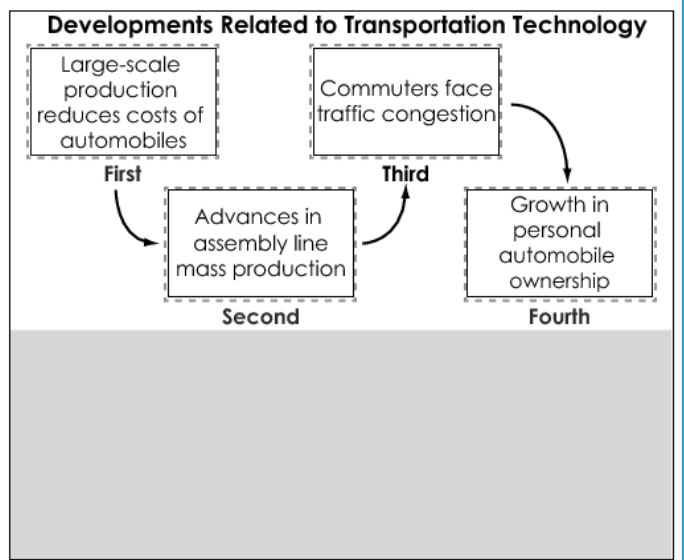 Developments Related to Transportation Technology
Large-scale
production
reduces costs of
automobiles
First
Advances in
assembly line
mass production
Second
Commuters face
traffic congestion
Third
Growth in
personal
automobile
ownership
Fourth